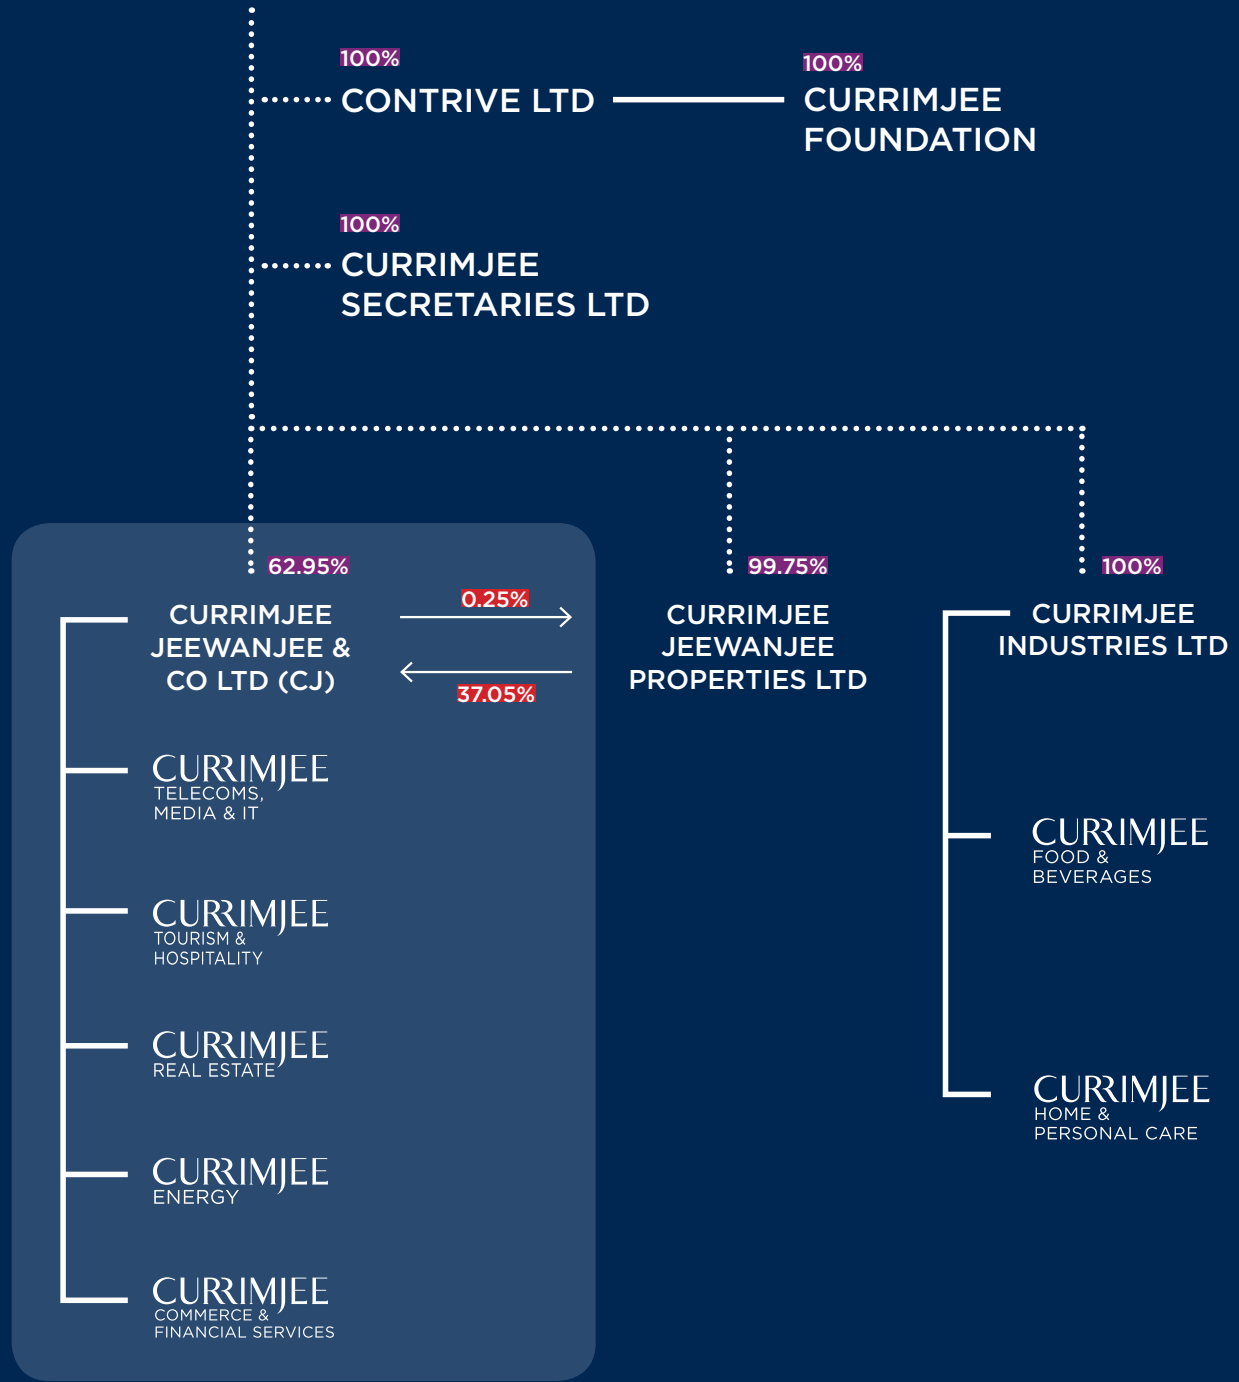 100%
CONTRIVE LTD
100%
CURRIMJEE
FOUNDATION
100%
CURRIMJEE
SECRETARIES LTD
62.95%
CURRIMJEE
JEEWANJEE &
CO LTD (CJ)
0.25%
37.05%
99.75%
CURRIMJEE
JEEWANJEE
PROPERTIES LTD
100%
CURRIMJEE
INDUSTRIES LTD
CURRIMJEE
TELECOMS,
MEDIA & IT
CURRIMJEE
TOURISM &
HOSPITALITY
CURRIMJEE
REAL ESTATE
CURRIMJEE
ENERGY
CURRIMJEE
COMMERCE &
FINANCIAL SERVICES
CURRIMJEE
FOOD &
BEVERAGES
CURRIMJEE
HOME &
PERSONAL CARE